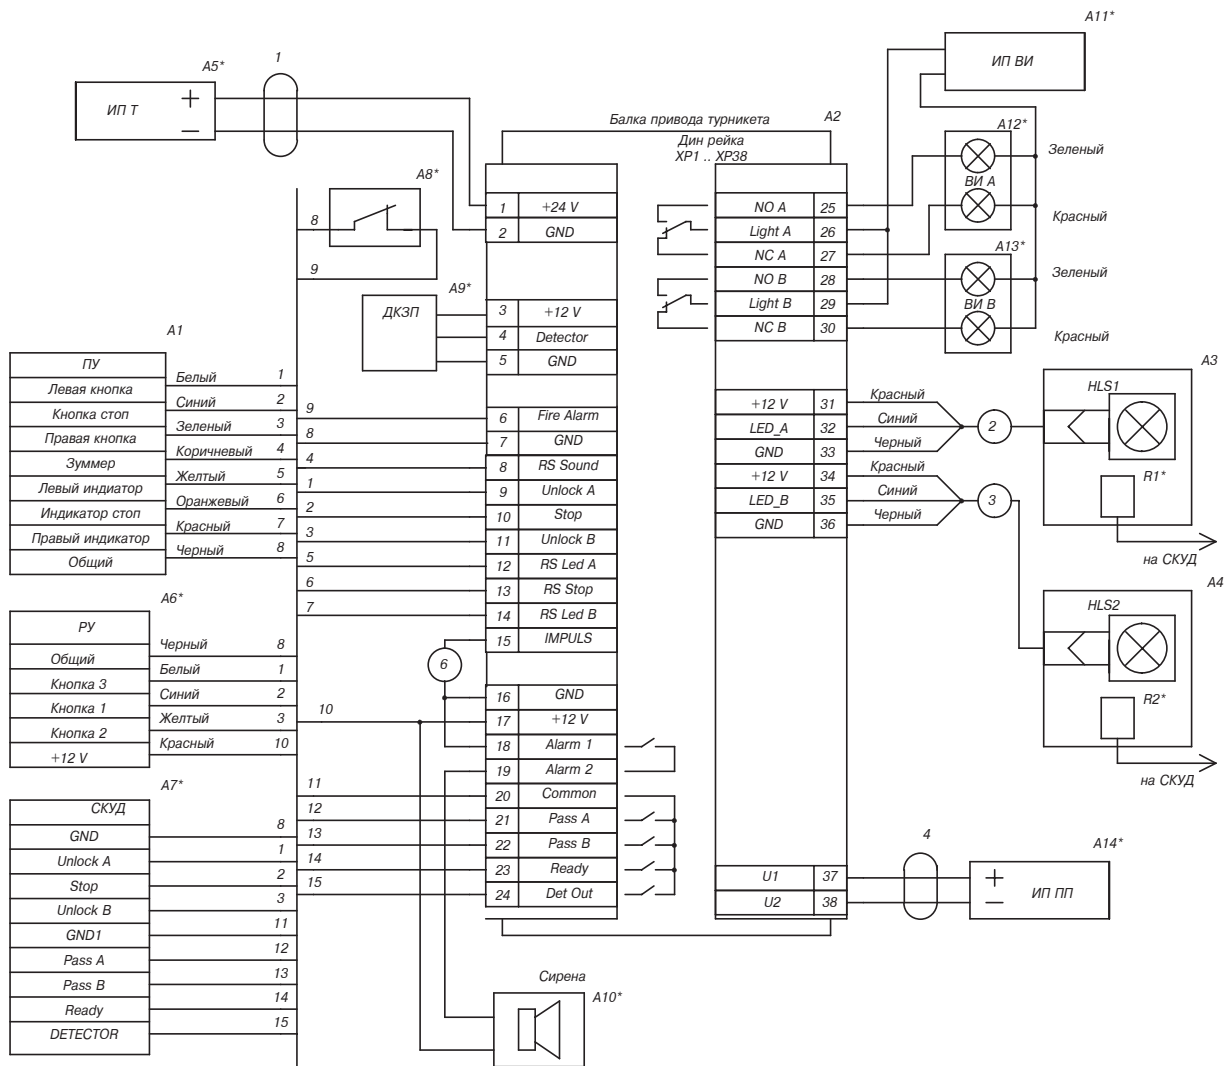 A11*
ИП ВИ
A5*
1
ИП Т
+
−
Балка привода турникета
A2
Дин рейка
XP1 .. XP38
A12*
Зеленый
ВИ A
Красный
A13*
Зеленый
ВИ B
Красный
A8*
8
9
A9*
ДКЗП
1 +24 V
2 GND
3 +12 V
4 Detector
5 GND
6 Fire Alarm
7 GND
8 RS Sound
9 Unlock A
10 Stop
11 Unlock B
12 RS Led A
13 RS Stop
14 RS Led B
15 IMPULS
16 GND
17 +12 V
18 Alarm 1
19 Alarm 2
20 Common
21 Pass A
22 Pass B
23 Ready
24 Det Out
NO A 25
Light A 26
NC A 27
NO B 28
Light B 29
NC B 30
+12 V 31
LED_A 32
GND 33
+12 V 34
LED_B 35
GND 36
U1 37
U2 38
Красный
Синий
Черный
2
Красный
Синий
Черный
3
A3
HLS1
R1*
на СКУД
A4
HLS2
R2*
на СКУД
4
A14*
+
−
ИП ПП
A1
ПУ
Левая кнопка
Кнопка стоп
Правая кнопка
Зуммер
Левый индиатор
Индикатор стоп
Правый индикатор
Общий
Белый 1
Синий 2
Зеленый 3
Коричневый 4
Желтый 5
Оранжевый 6
Красный 7
Черный 8
9
8
4
1
2
3
5
6
7
6
A6*
РУ
Общий
Кнопка 3
Кнопка 1
Кнопка 2
+12 V
Черный 8
Белый 1
Синий 2
Желтый 3
Красный 10
10
A7*
СКУД
GND 8
Unlock A 1
Stop 2
Unlock B 3
GND1 11
Pass A 12
Pass B 13
Ready 14
DETECTOR 15
11
12
13
14
15
Сирена
A10*